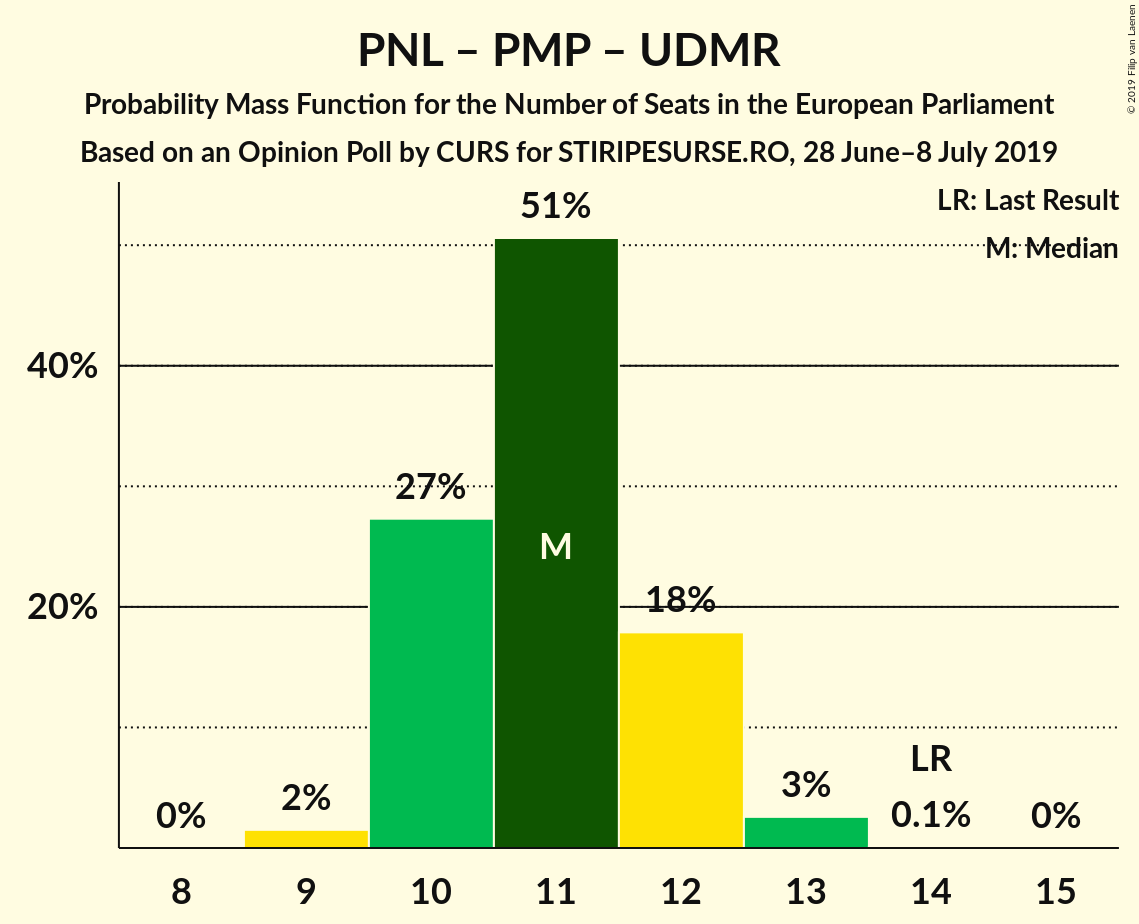 PNL – PMP – UDMR
Probability Mass Function for the Number of Seats in the European Parliament
Based on an Opinion Poll by CURS for STIRIPESURSE.RO, 28 June–8 July 2019
© 2019 Filip van Laenen
LR: Last Result
M: Median
51%
40%
27%
M
20%
18%
LR
3%
2%
0%
0.1%
0%
8 9 10 11 12 13 14 15